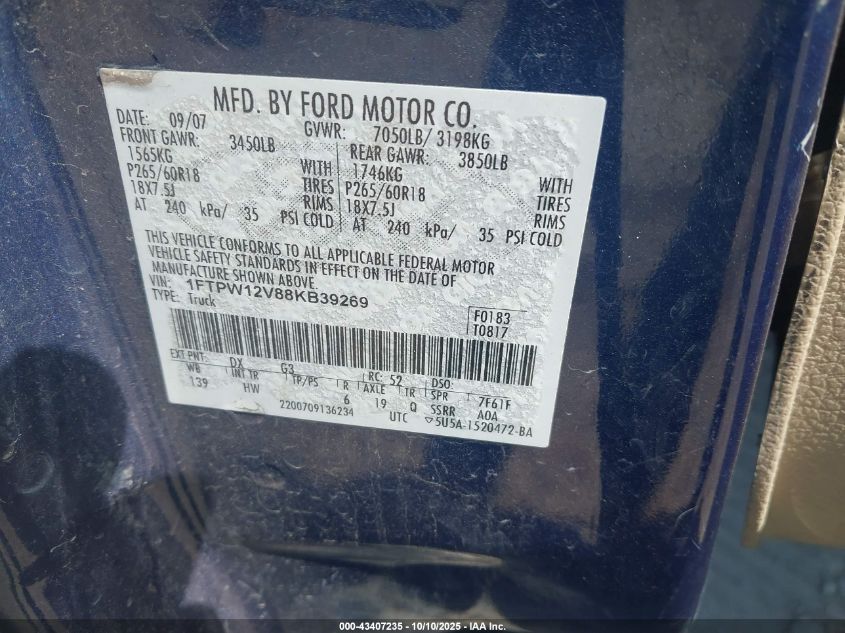 MFD. BY FORD MOTOR CO.
DATE: 09/07 GVWR: 7050LB/ 3198KG
FRONT GAWR: 3450LB REAR GAWR: 3850LB
1565KG WITH 1746KG WITH
P265/60R18 TIRES P265/60R18 TIRES
18X7.5J RIMS 18X7.5J RIMS
AT 240 kPa/ 35 PSI COLD AT 240 kPa/ 35 PSI COLD
THIS VEHICLE CONFORMS TO ALL APPLICABLE FEDERAL MOTOR
VEHICLE SAFETY STANDARDS IN EFFECT ON THE DATE OF
MANUFACTURE SHOWN ABOVE.
VIN: 1FTPW12V88KB39269
TYPE: Truck
F0183
T0817
EXT PNT: DX G3 RC: 52 DSO:
WB INT TR TP/PS R AXLE TR SPR 7F61F
139 HW 6 19 Q SSRR A0A
2200709136234 UTC ▽5U5A-1520472-BA
000-43407235 - 10/10/2025 - IAA Inc.